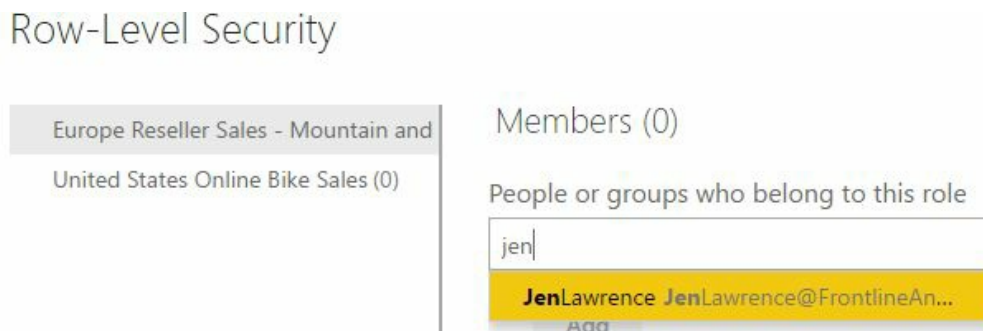 Row-Level Security
Europe Reseller Sales - Mountain and
United States Online Bike Sales (0)
Members (0)
People or groups who belong to this role
jen
JenLawrence JenLawrence@FrontlineAn...
Add